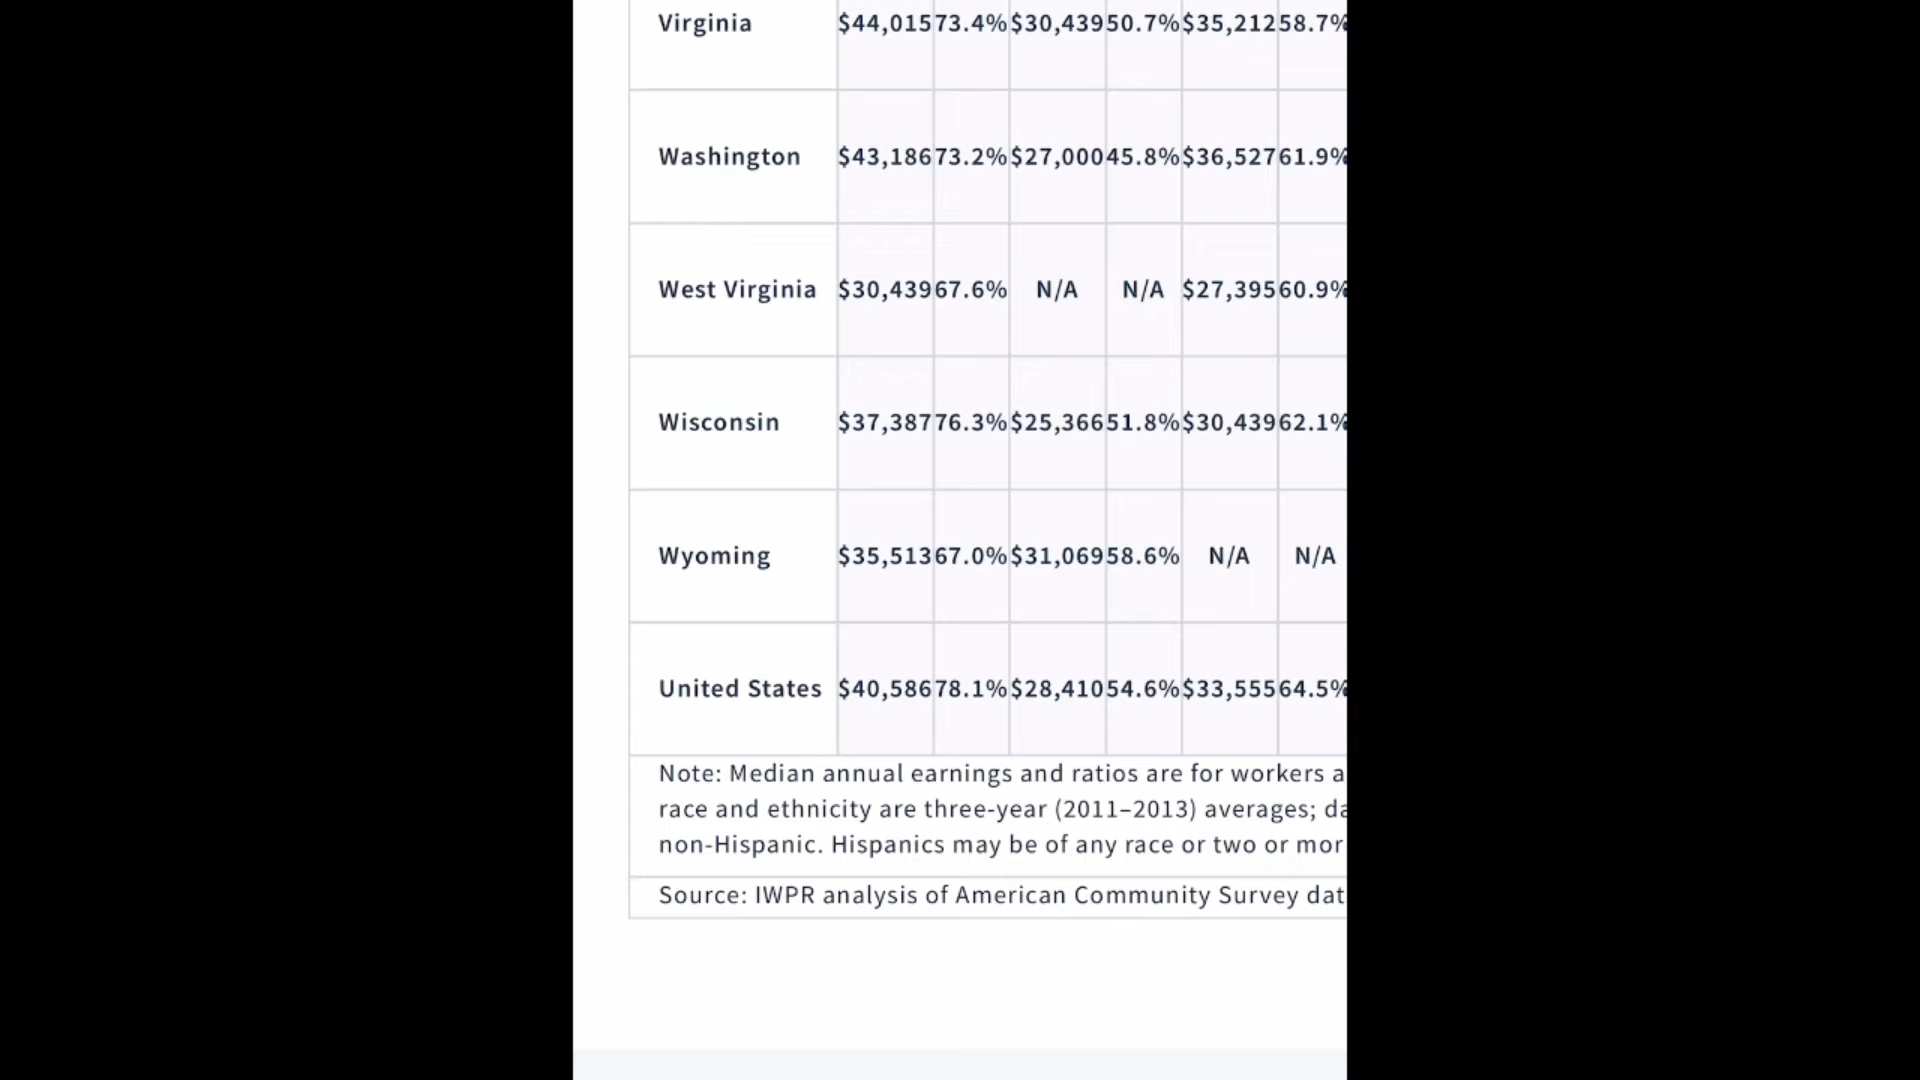 Virginia $44,015 73.4% $30,439 50.7% $35,212 58.7%
Washington $43,186 73.2% $27,000 45.8% $36,527 61.9%
West Virginia $30,439 67.6% N/A N/A $27,395 60.9%
Wisconsin $37,387 76.3% $25,366 51.8% $30,439 62.1%
Wyoming $35,513 67.0% $31,069 58.6% N/A N/A
United States $40,586 78.1% $28,410 54.6% $33,555 64.5%
Note: Median annual earnings and ratios are for workers a
race and ethnicity are three-year (2011–2013) averages; da
non-Hispanic. Hispanics may be of any race or two or mor
Source: IWPR analysis of American Community Survey dat